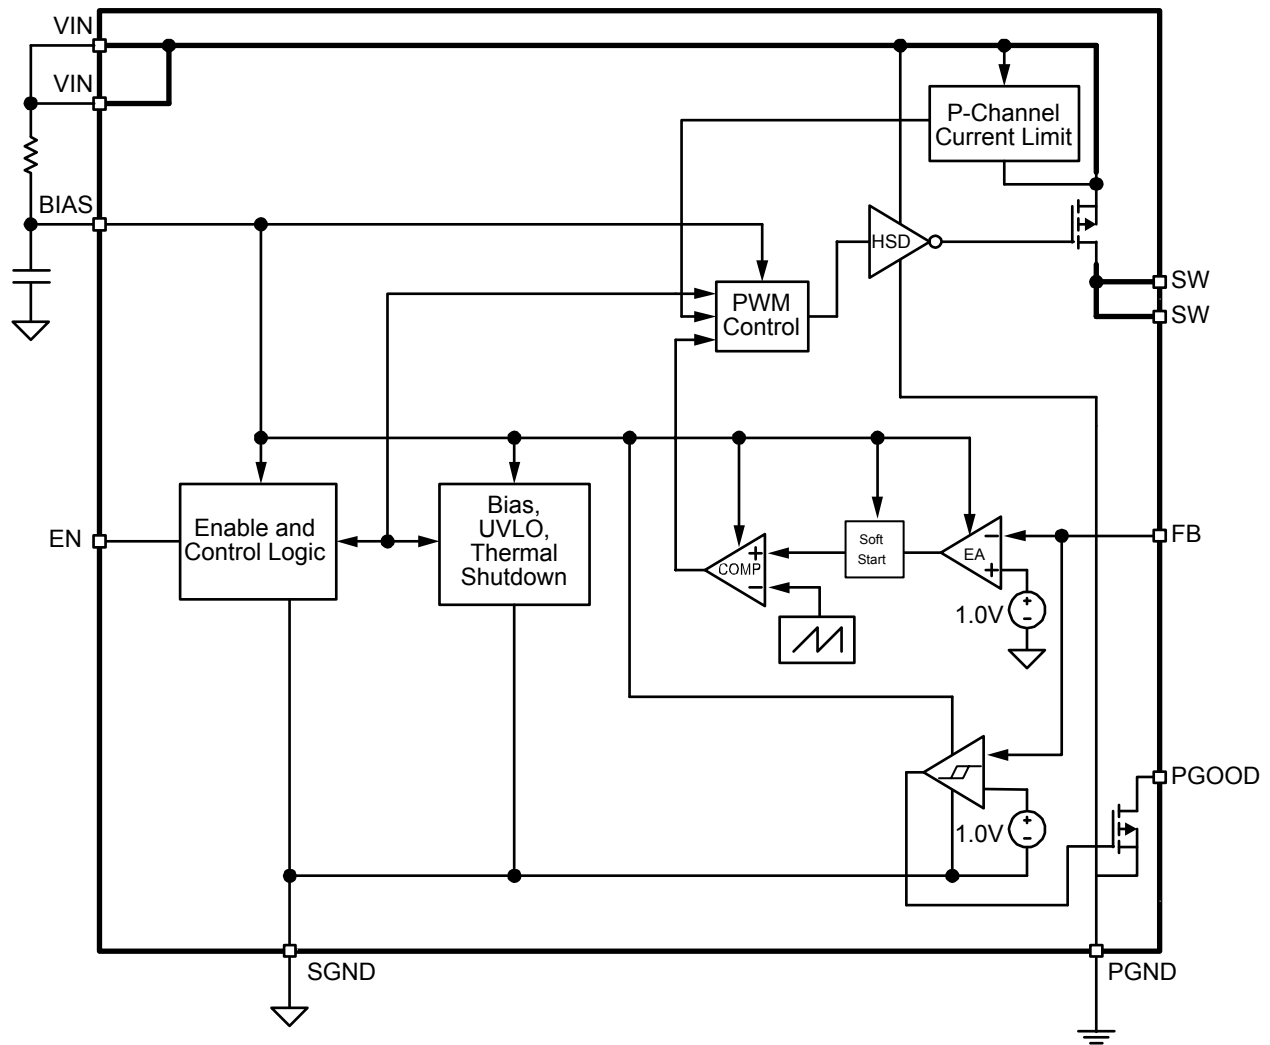 VIN
VIN
P-Channel
Current Limit
BIAS
HSD
SW
PWM
Control
SW
Enable and
Control Logic
Bias,
UVLO,
Thermal
Shutdown
EN
FB
Soft
Start
EA
−
+
COMP
+
−
1.0V
+
−
PGOOD
1.0V
+
−
SGND
PGND